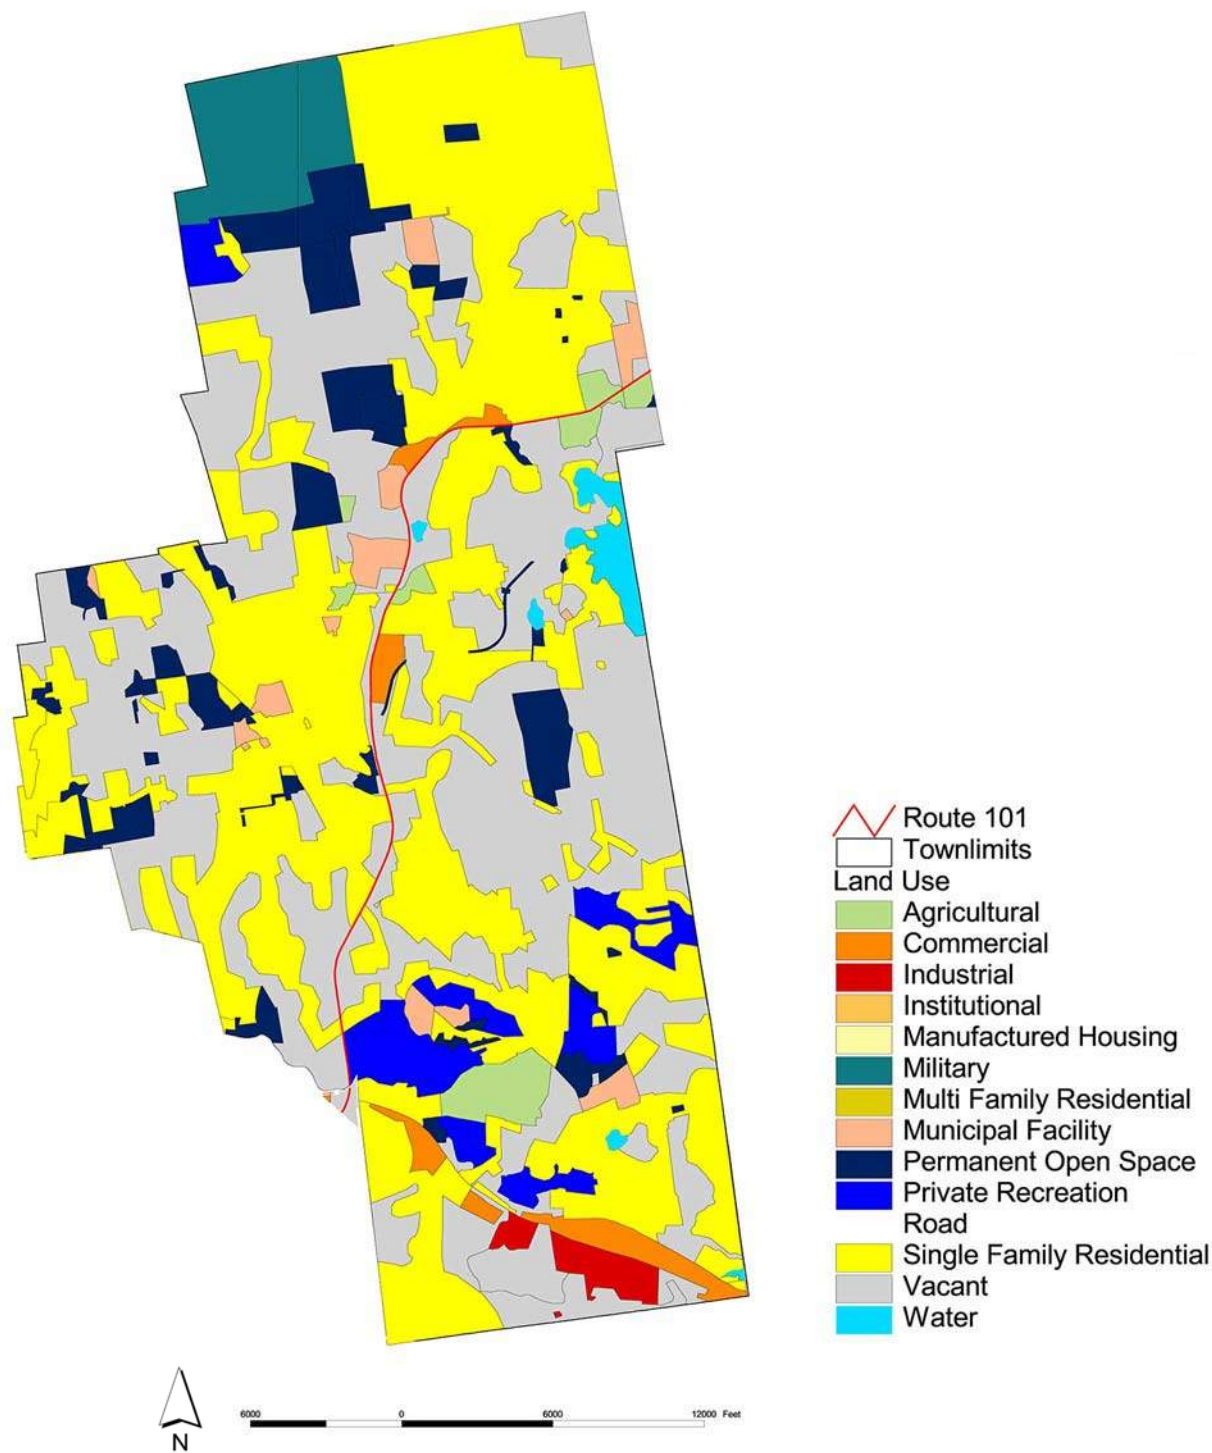 Route 101
Townlimits
Land Use
Agricultural
Commercial
Industrial
Institutional
Manufactured Housing
Military
Multi Family Residential
Municipal Facility
Permanent Open Space
Private Recreation
Road
Single Family Residential
Vacant
Water
N
6000 0 6000 12000 Feet